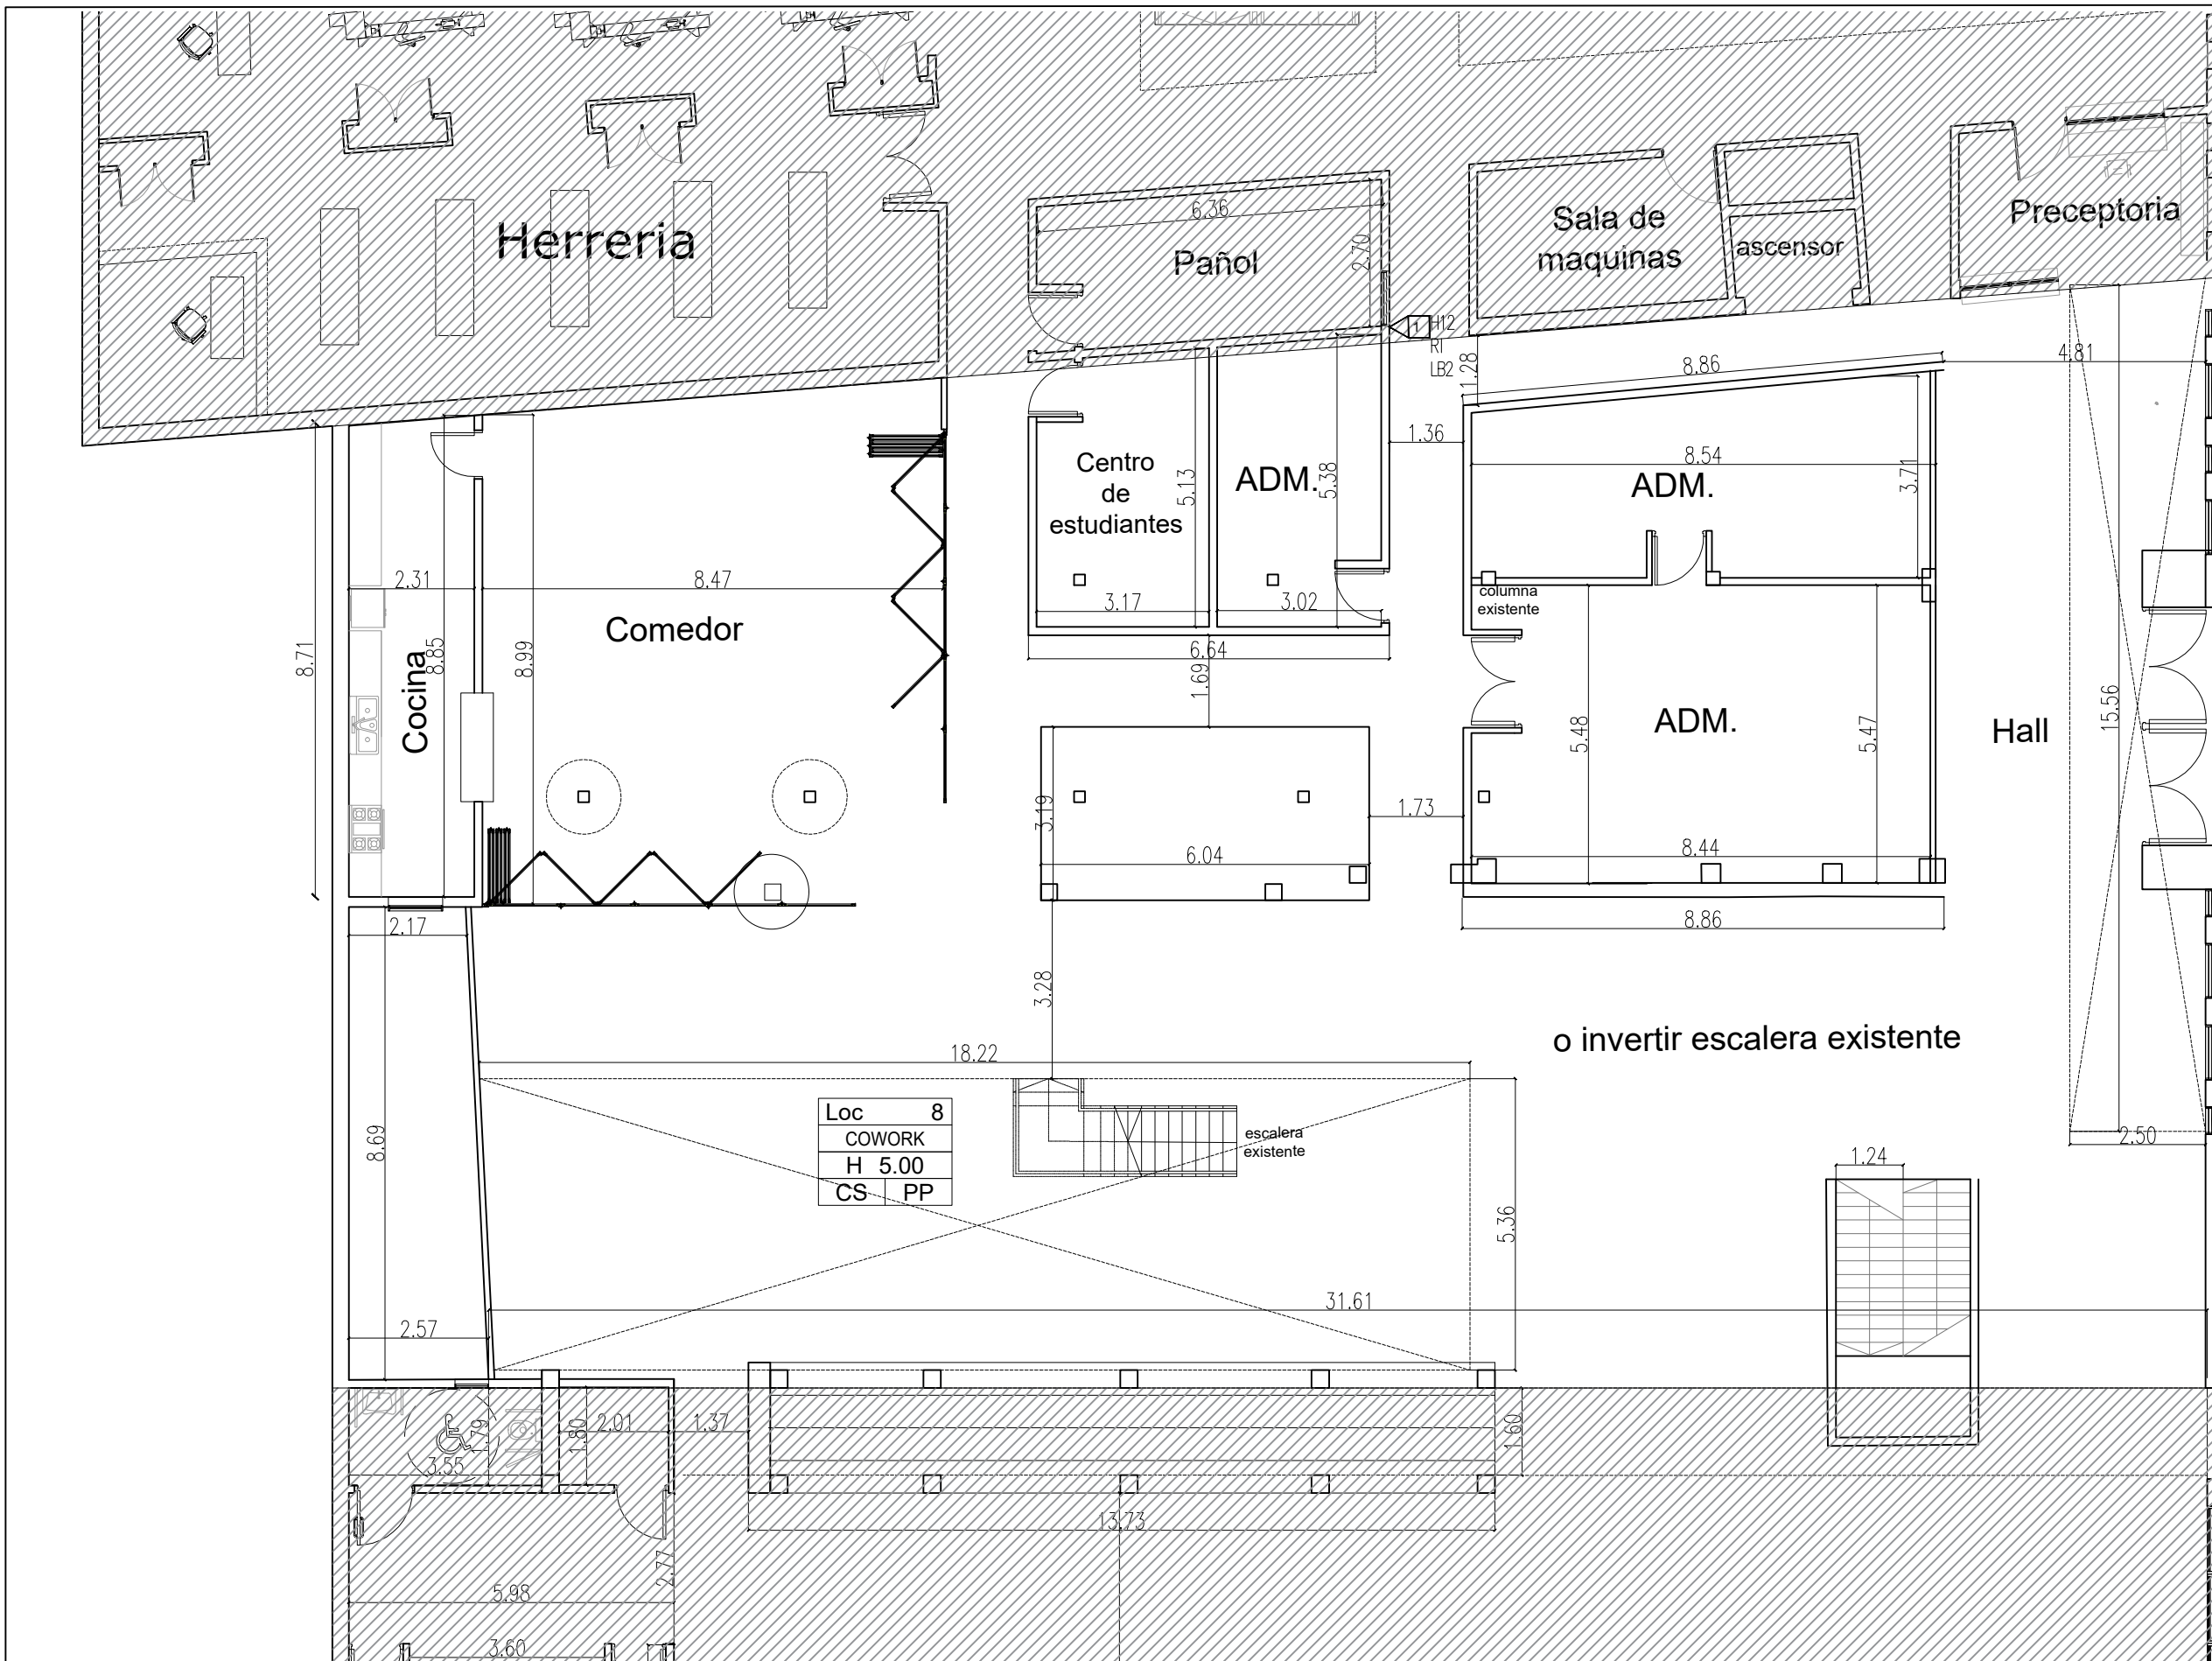 Herreria
6.36
Pañol
2.70
Sala de
maquinas
ascensor
Preceptoria
1
H12
RI
LB2
1.28
8.86
4.81
1.36
8.54
3.71
ADM.
Centro
de
estudiantes
5.13
ADM.
5.38
3.17
3.02
columna
existente
2.31
8.47
Comedor
8.71
Cocina
8.85
8.99
6.64
1.69
5.48
ADM.
5.47
Hall
15.56
3.19
6.04
1.73
8.44
8.86
2.17
3.28
o invertir escalera existente
18.22
Loc 8
COWORK
H 5.00
CS PP
escalera
existente
8.69
5.36
2.50
1.24
31.61
2.57
1.79
1.80
2.01
1.37
1.60
3.55
13.73
2.77
5.98
3.60